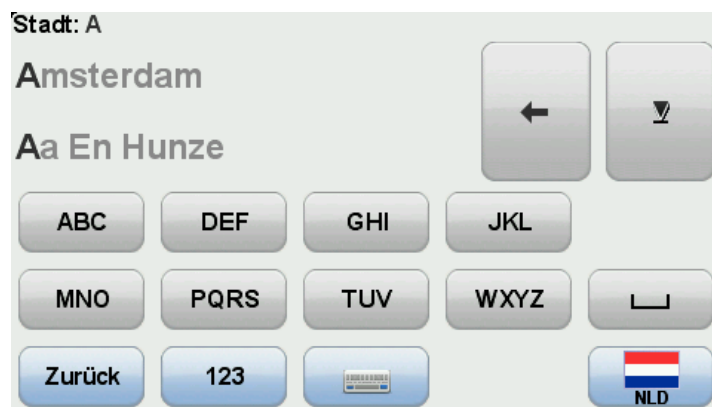 Stadt: A
Amsterdam
Aa En Hunze
ABC DEF GHI JKL
MNO PQRS TUV WXYZ
Zurück 123 NLD